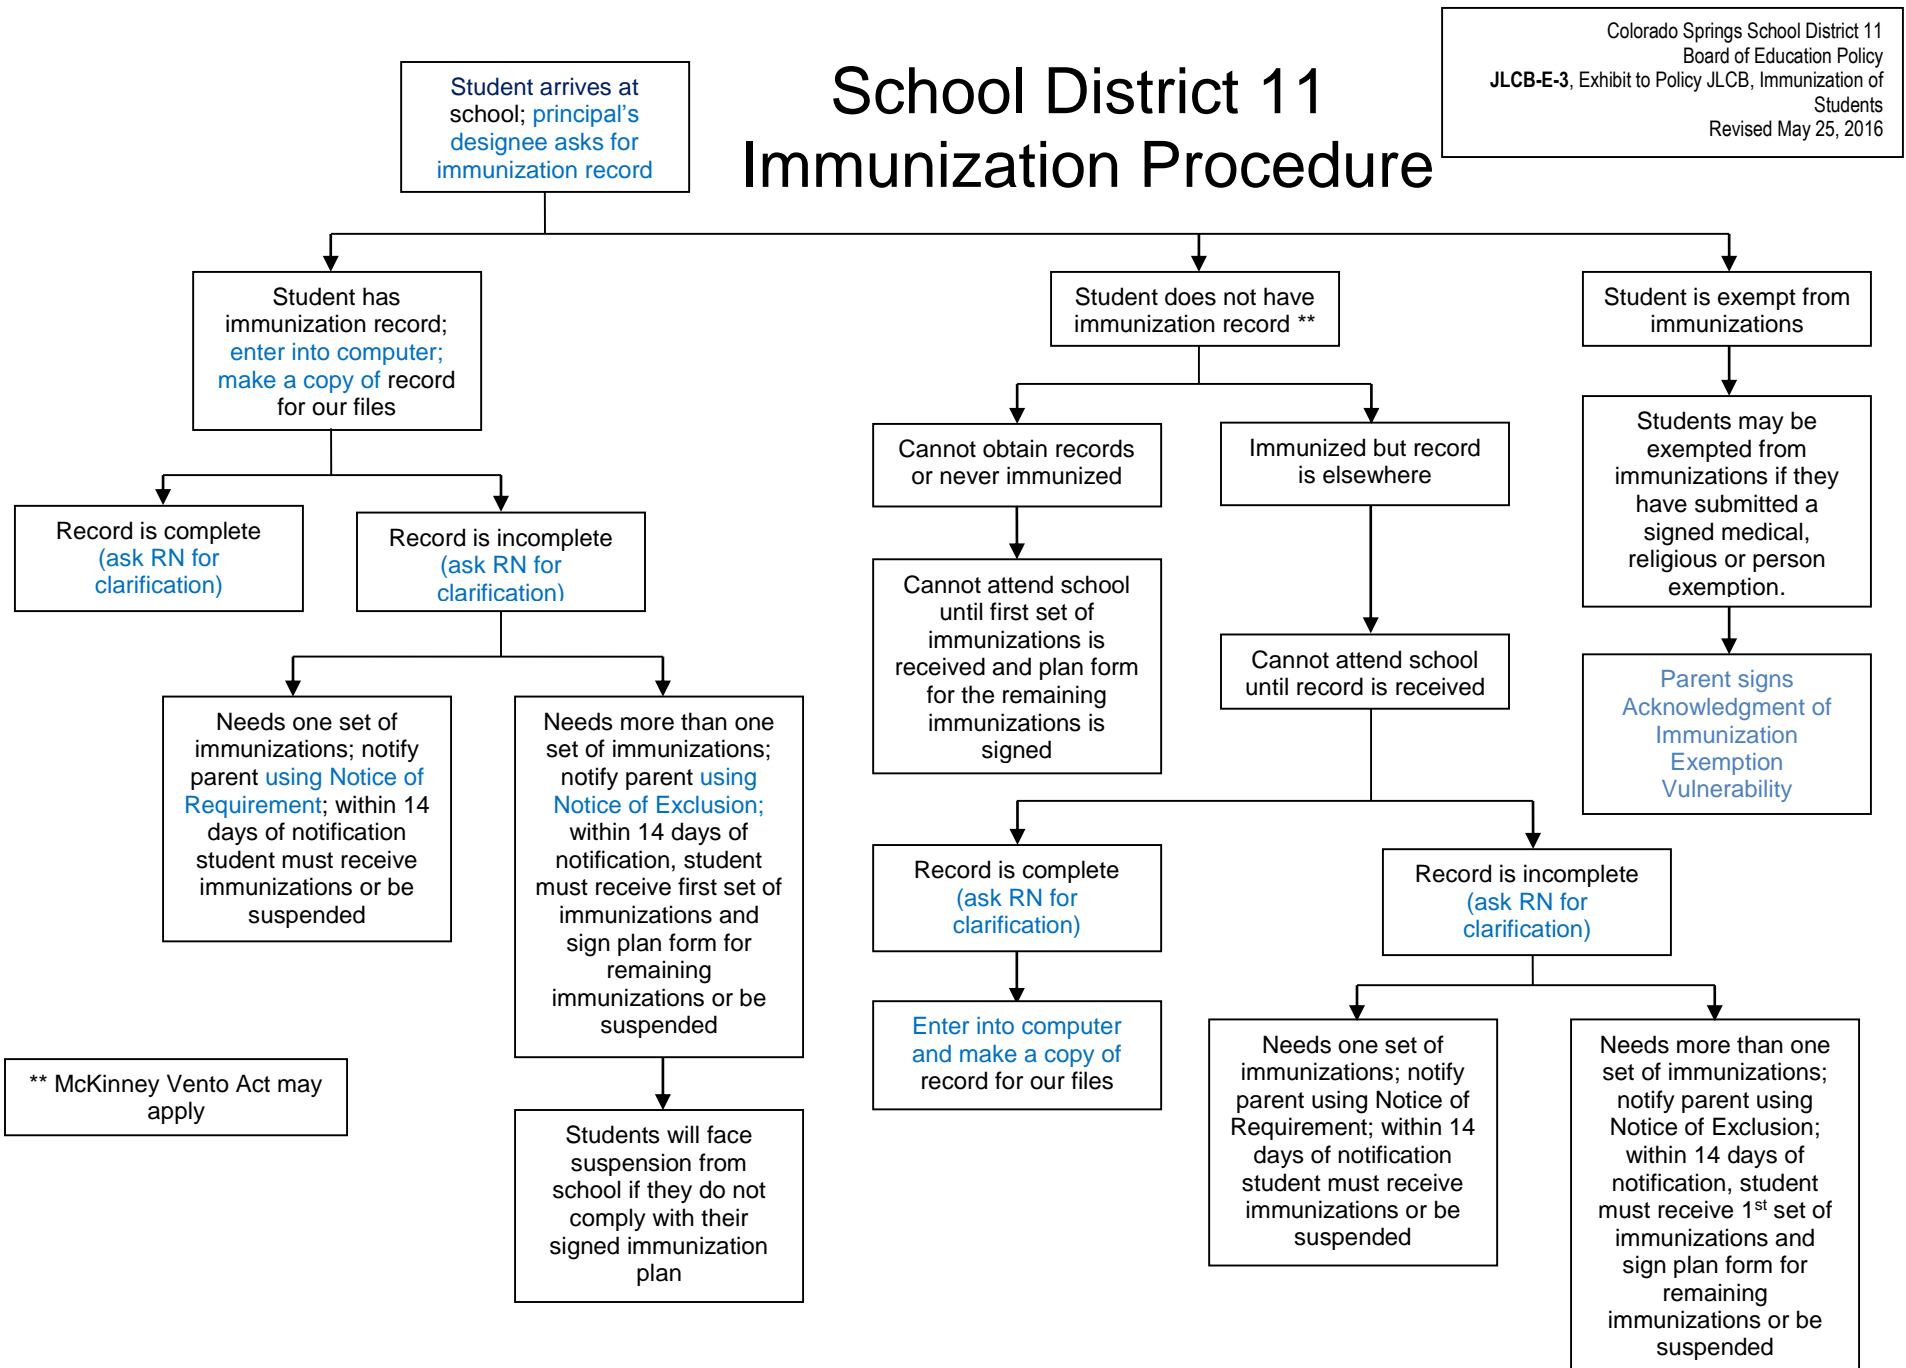 Colorado Springs School District 11
Board of Education Policy
JLCB-E-3, Exhibit to Policy JLCB, Immunization of
Students
Revised May 25, 2016
School District 11
Immunization Procedure
Student arrives at
school; principal’s
designee asks for
immunization record
Student has
immunization record;
enter into computer;
make a copy of record
for our files
Student does not have
immunization record **
Student is exempt from
immunizations
Record is complete
(ask RN for
clarification)
Record is incomplete
(ask RN for
clarification)
Cannot obtain records
or never immunized
Immunized but record
is elsewhere
Students may be
exempted from
immunizations if they
have submitted a
signed medical,
religious or person
exemption.
Cannot attend school
until first set of
immunizations is
received and plan form
for the remaining
immunizations is
signed
Cannot attend school
until record is received
Parent signs
Acknowledgment of
Immunization
Exemption
Vulnerability
Needs one set of
immunizations; notify
parent using Notice of
Requirement; within 14
days of notification
student must receive
immunizations or be
suspended
Needs more than one
set of immunizations;
notify parent using
Notice of Exclusion;
within 14 days of
notification, student
must receive first set of
immunizations and
sign plan form for
remaining
immunizations or be
suspended
Record is complete
(ask RN for
clarification)
Record is incomplete
(ask RN for
clarification)
Enter into computer
and make a copy of
record for our files
Needs one set of
immunizations; notify
parent using Notice of
Requirement; within 14
days of notification
student must receive
immunizations or be
suspended
Needs more than one
set of immunizations;
notify parent using
Notice of Exclusion;
within 14 days of
notification, student
must receive 1st set of
immunizations and
sign plan form for
remaining
immunizations or be
suspended
** McKinney Vento Act may
apply
Students will face
suspension from
school if they do not
comply with their
signed immunization
plan